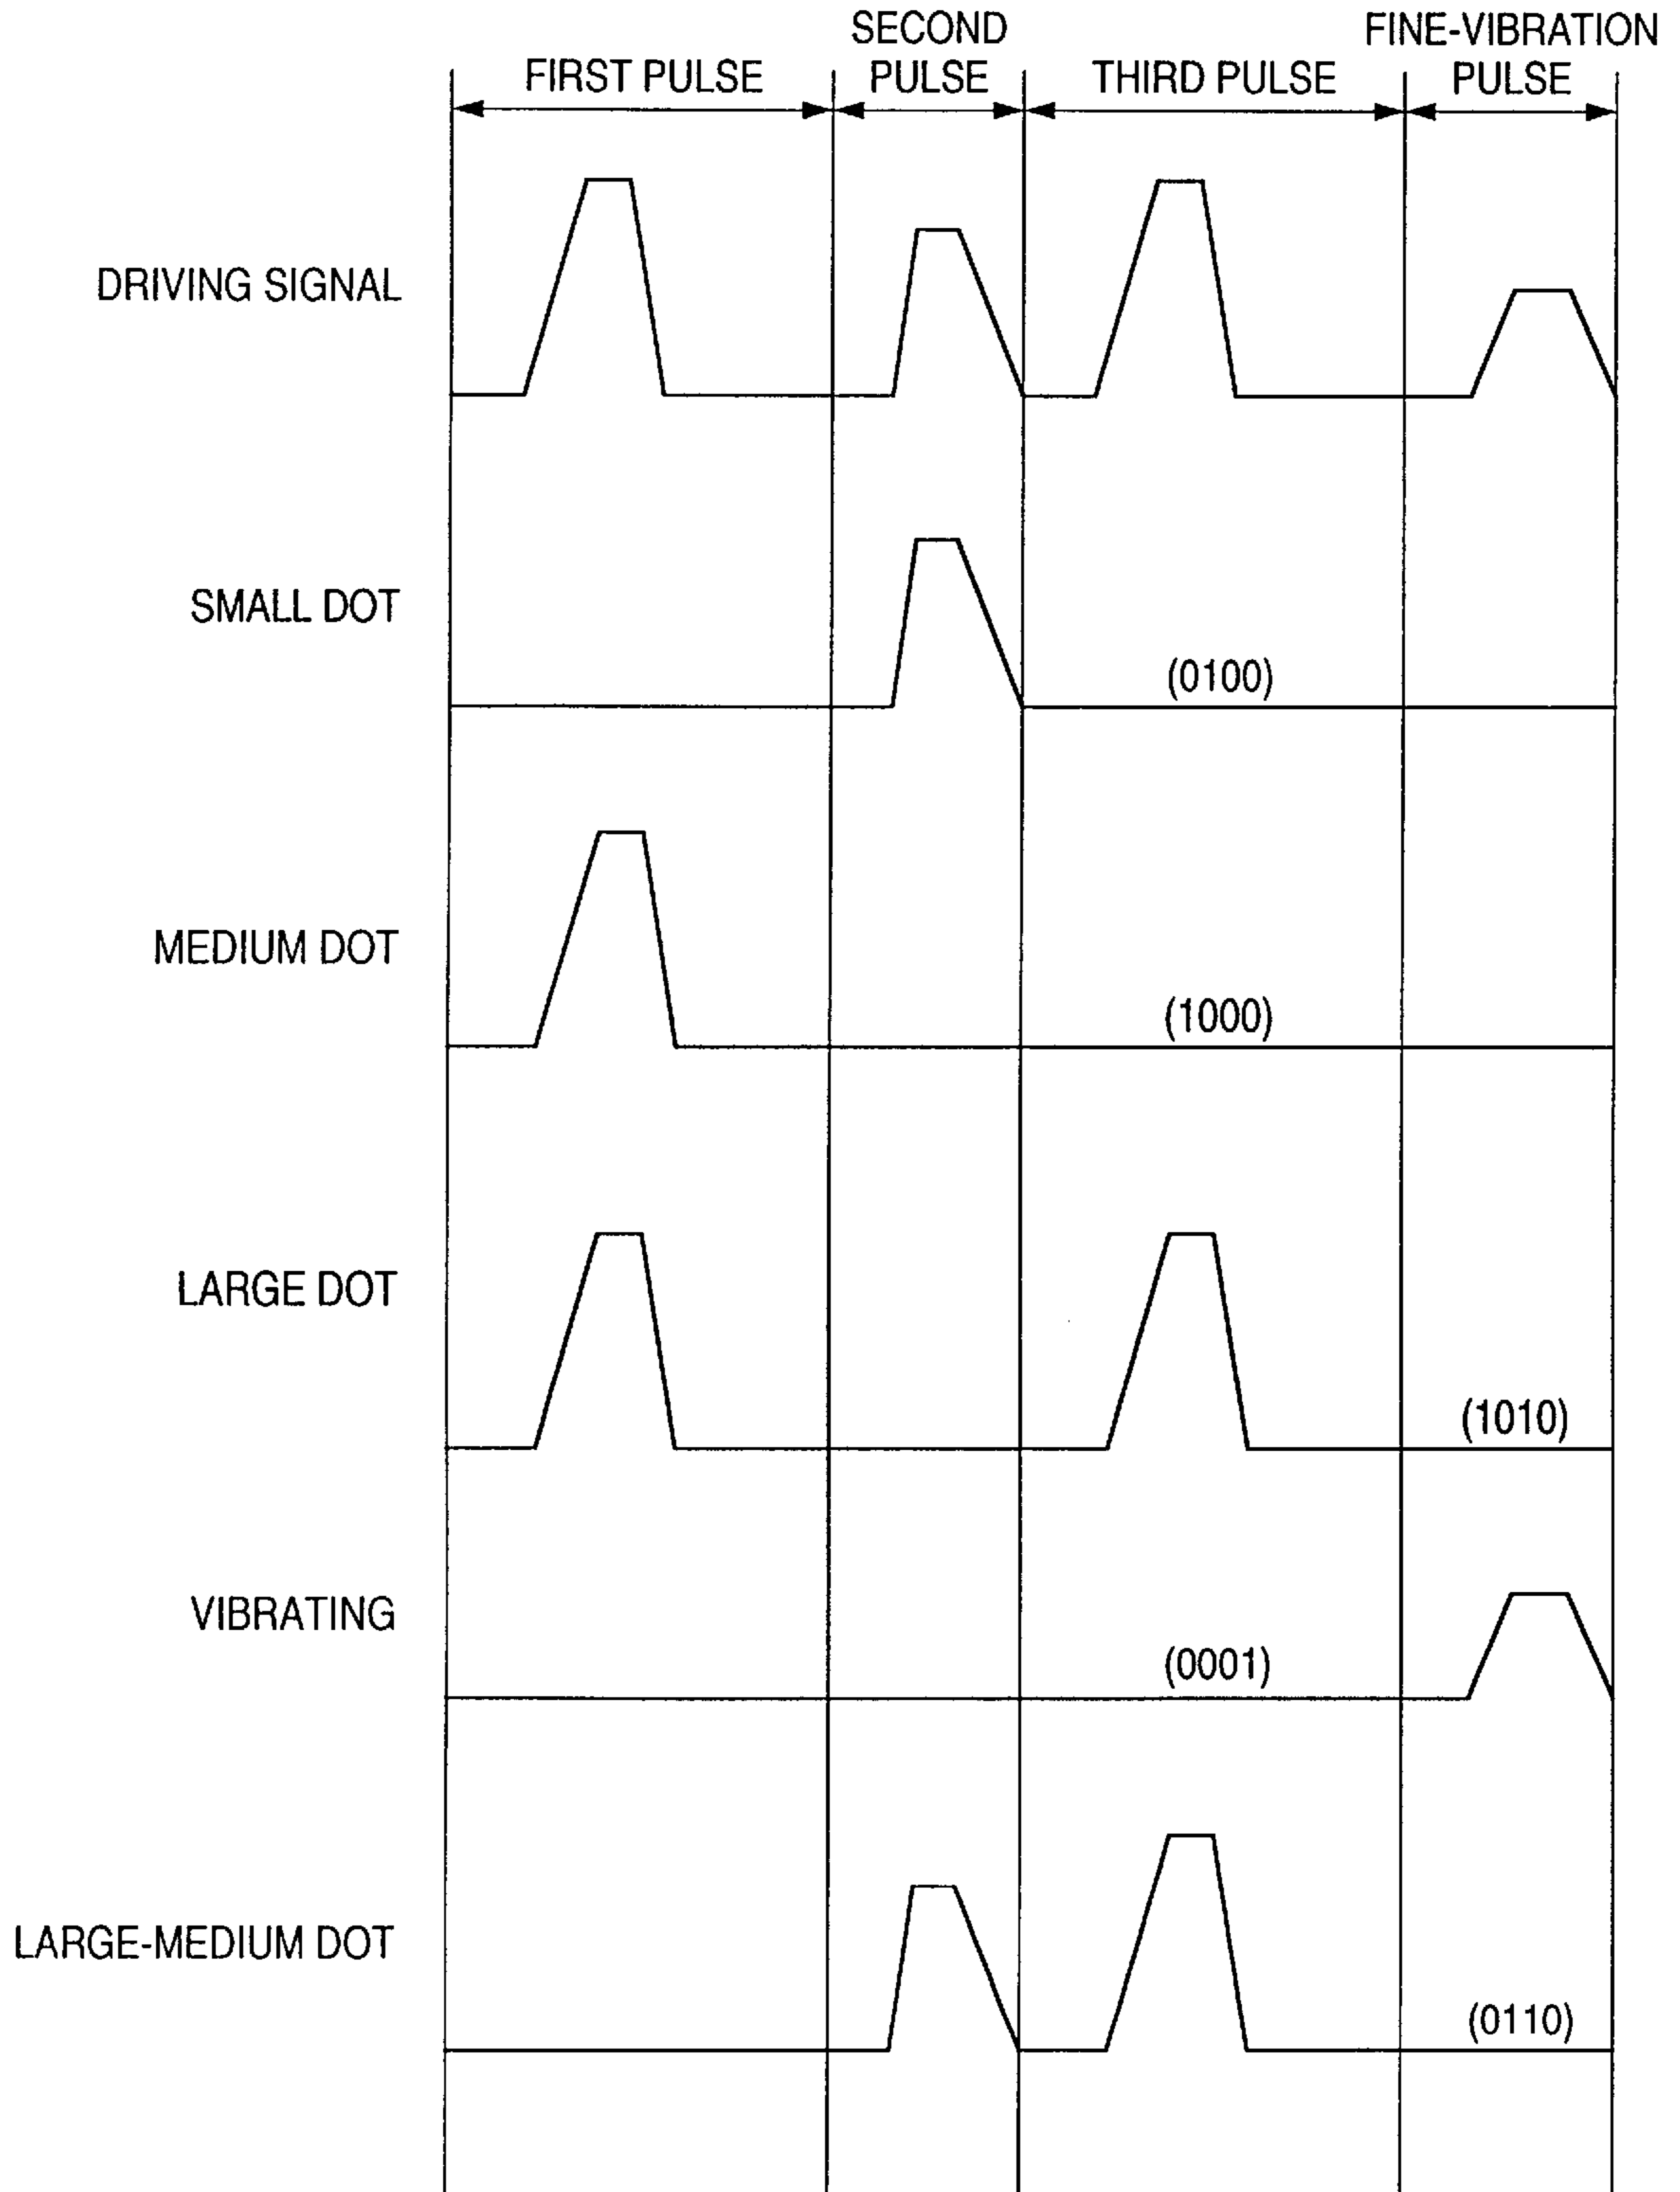 FIRST PULSE
SECOND
PULSE
THIRD PULSE
FINE-VIBRATION
PULSE
DRIVING SIGNAL
SMALL DOT
(0100)
MEDIUM DOT
(1000)
LARGE DOT
(1010)
VIBRATING
(0001)
LARGE-MEDIUM DOT
(0110)